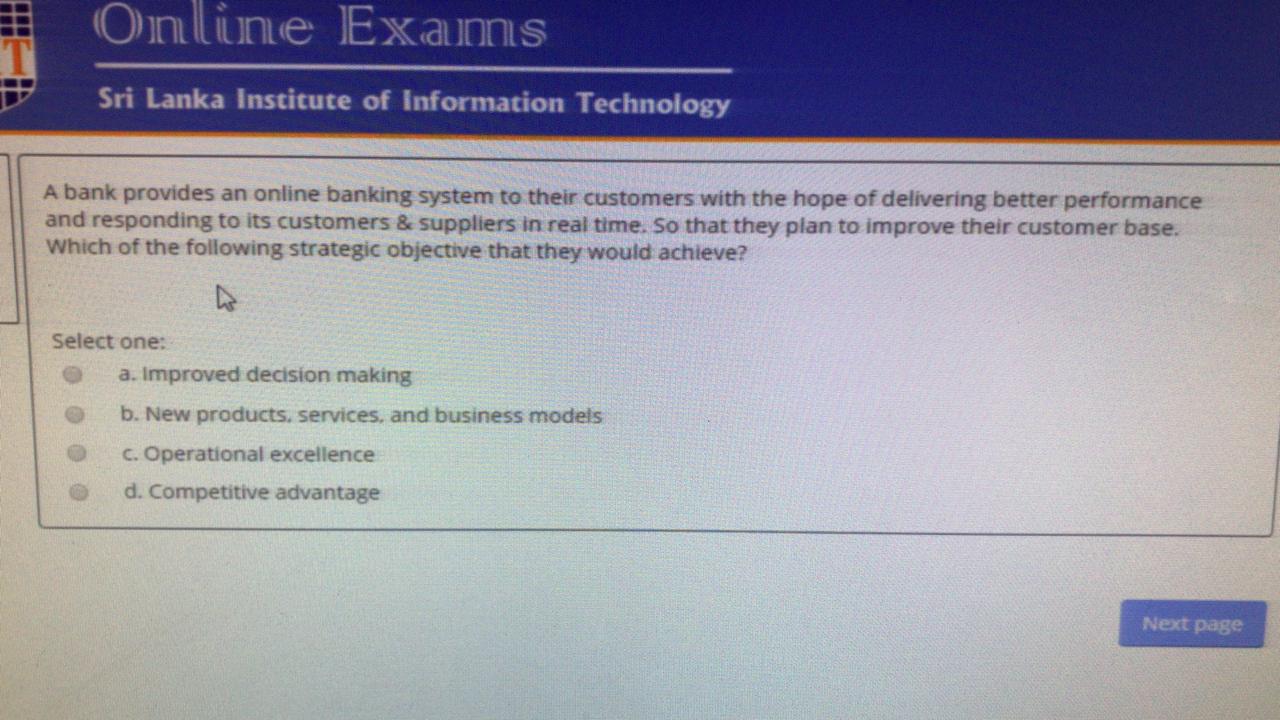 T
Online Exams
Sri Lanka Institute of Information Technology
A bank provides an online banking system to their customers with the hope of delivering better performance
and responding to its customers & suppliers in real time. So that they plan to improve their customer base.
Which of the following strategic objective that they would achieve?
Select one:
a. Improved decision making
b. New products, services, and business models
c. Operational excellence
d. Competitive advantage
Next page